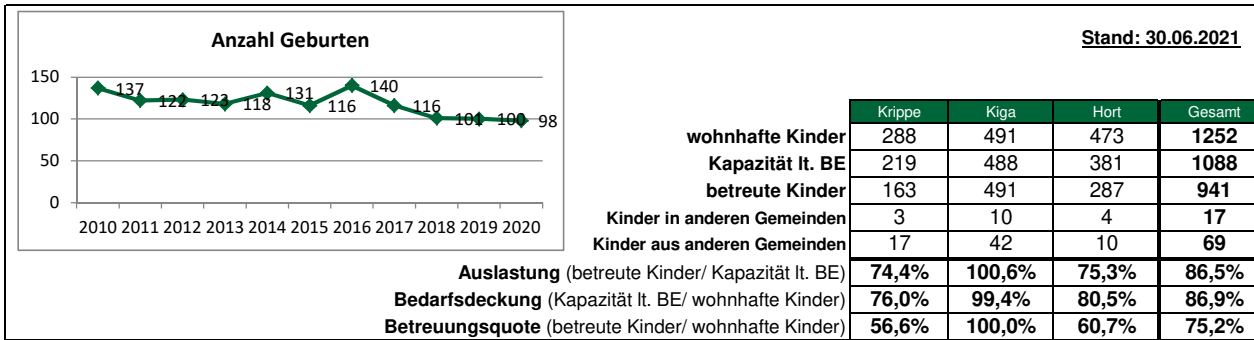 Anzahl Geburten
Stand: 30.06.2021
150
100
50
0
137 122 123 118 131 116 140 116 101 100 98
2010 2011 2012 2013 2014 2015 2016 2017 2018 2019 2020
Krippe Kiga Hort Gesamt
wohnhafte Kinder 288 491 473 1252
Kapazität lt. BE 219 488 381 1088
betreute Kinder 163 491 287 941
Kinder in anderen Gemeinden 3 10 4 17
Kinder aus anderen Gemeinden 17 42 10 69
Auslastung (betreute Kinder/ Kapazität lt. BE) 74,4% 100,6% 75,3% 86,5%
Bedarfsdeckung (Kapazität lt. BE/ wohnhafte Kinder) 76,0% 99,4% 80,5% 86,9%
Betreuungsquote (betreute Kinder/ wohnhafte Kinder) 56,6% 100,0% 60,7% 75,2%